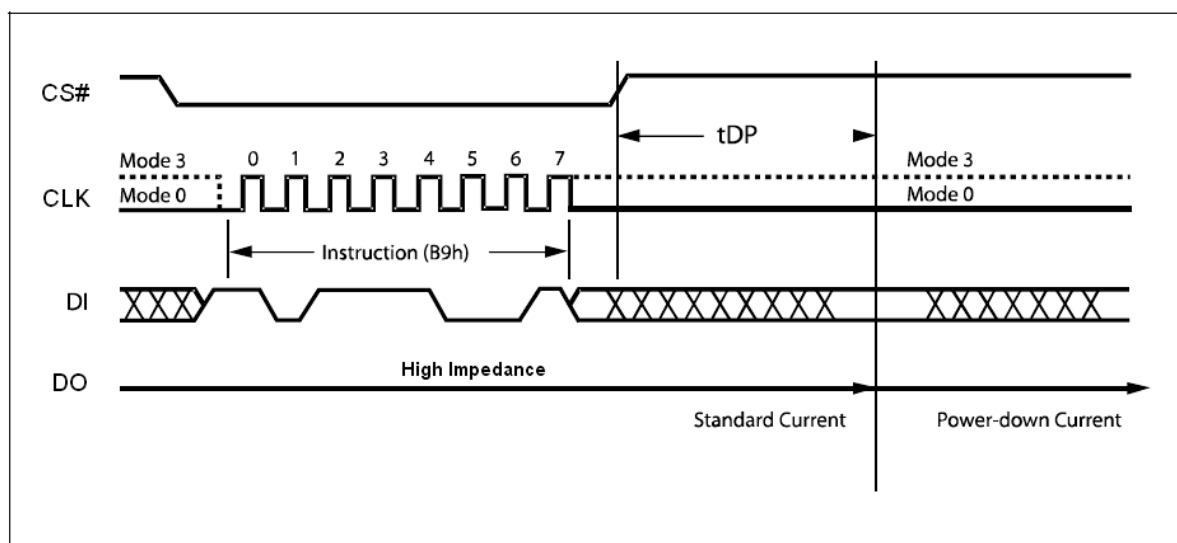 CS#
tDP
Mode 3
0 1 2 3 4 5 6 7
Mode 3
CLK
Mode 0
Mode 0
Instruction (B9h)
DI
High Impedance
DO
Standard Current
Power-down Current